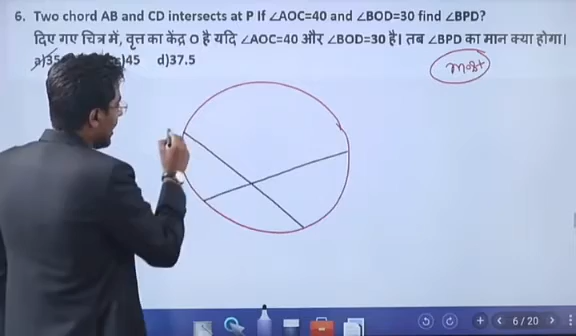 6. Two chord AB and CD intersects at P If ∠AOC=40 and ∠BOD=30 find ∠BPD?
दिए गए चित्र में, वृत्त का केंद्र O है यदि ∠AOC=40 और ∠BOD=30 है। तब ∠BPD का मान क्या होगा।
a)35 )45 d)37.5
6 / 20